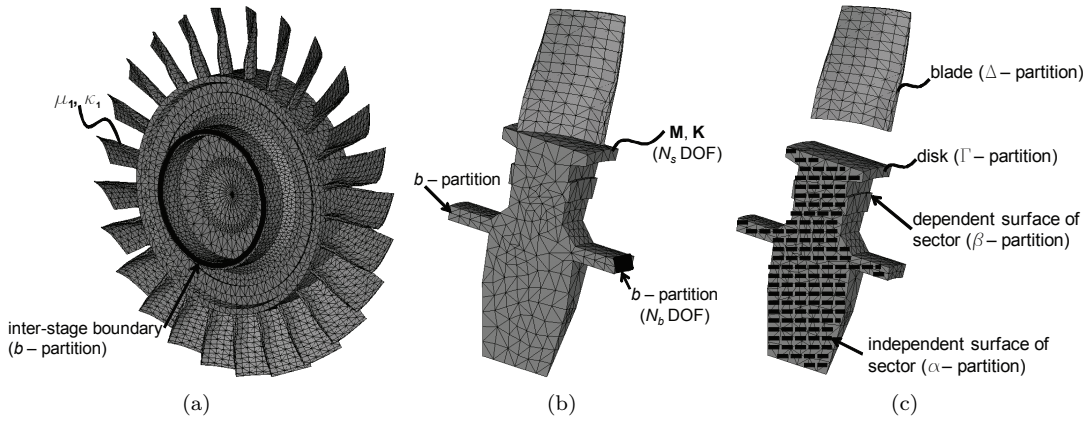 μ₁, κ₁
inter-stage boundary
(b – partition)
(a)
b – partition
M, K
(Nₛ DOF)
b – partition
(N_b DOF)
(b)
blade (Δ – partition)
disk (Γ – partition)
dependent surface of
sector (β – partition)
independent surface of
sector (α – partition)
(c)